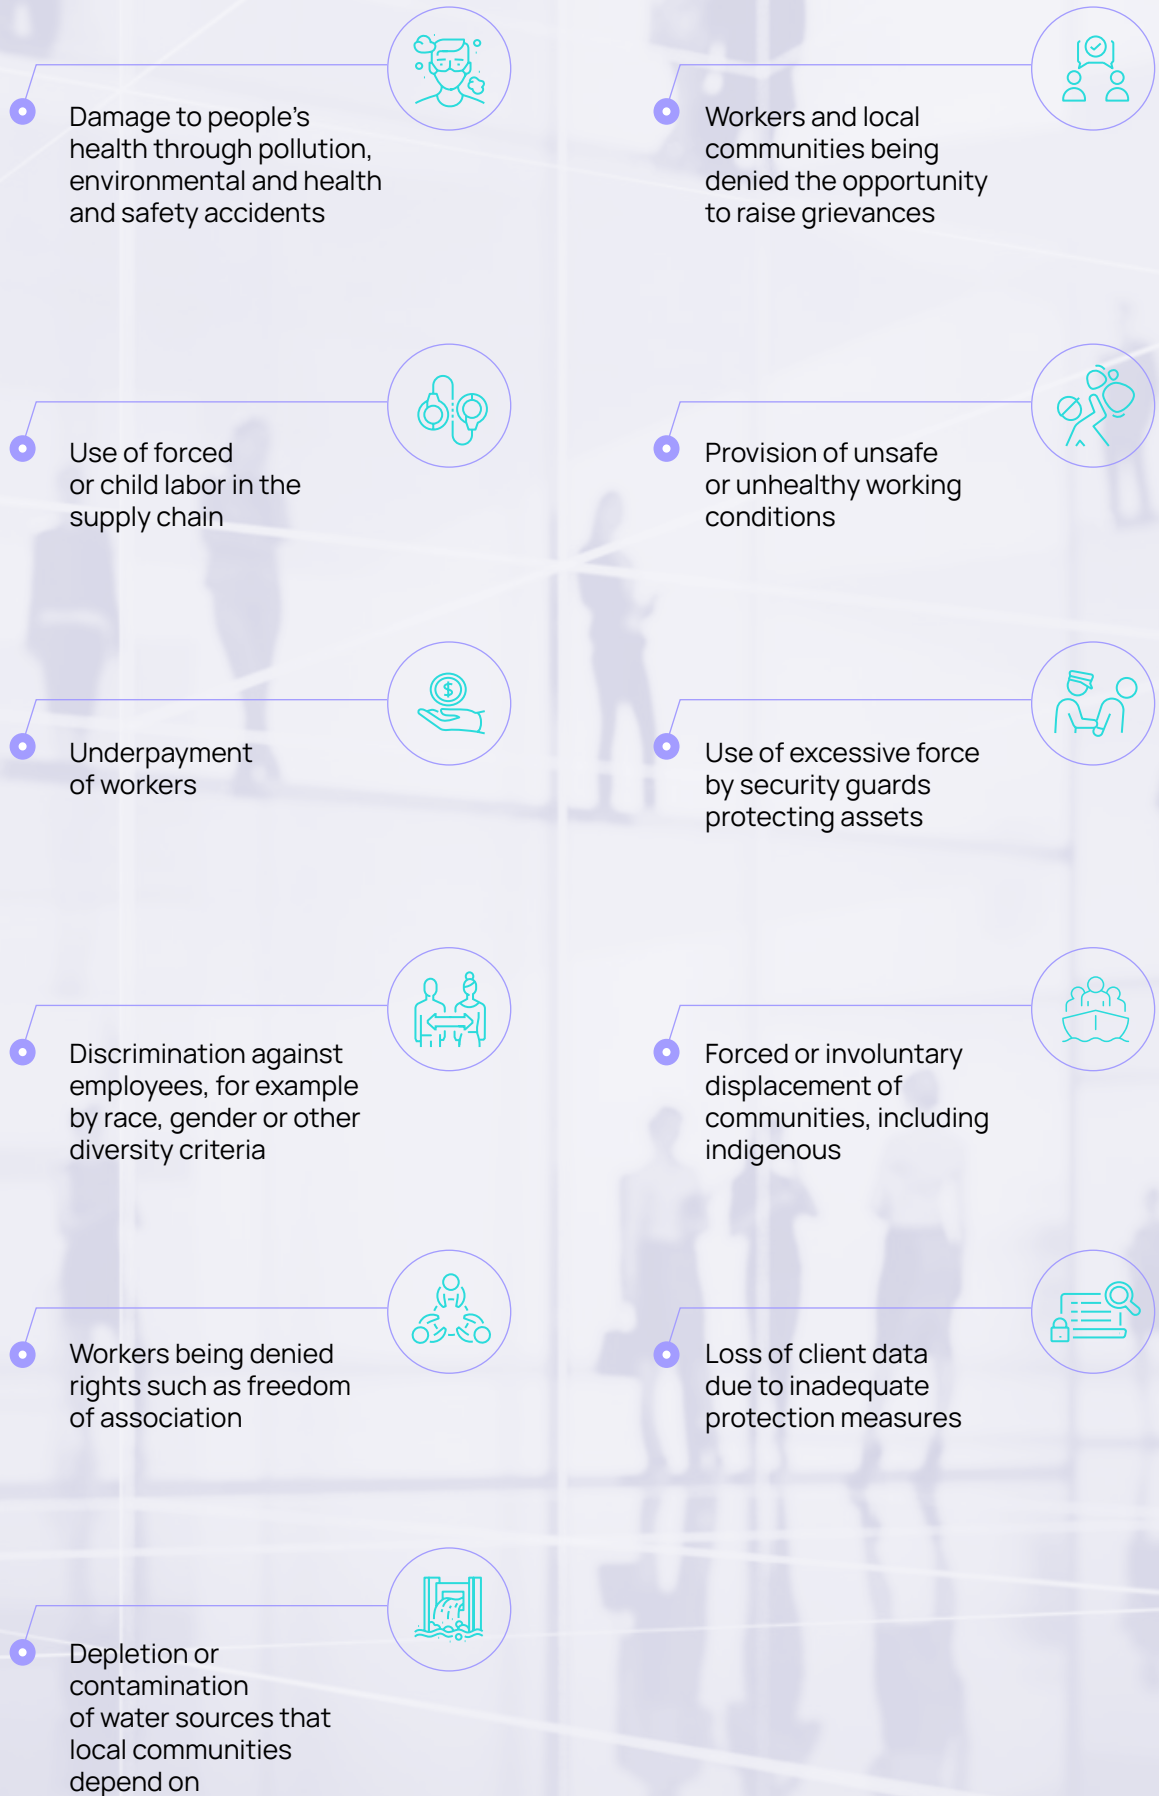 Damage to people’s
health through pollution,
environmental and health
and safety accidents
Workers and local
communities being
denied the opportunity
to raise grievances
Use of forced
or child labor in the
supply chain
Provision of unsafe
or unhealthy working
conditions
Underpayment
of workers
Use of excessive force
by security guards
protecting assets
Discrimination against
employees, for example
by race, gender or other
diversity criteria
Forced or involuntary
displacement of
communities, including
indigenous
Workers being denied
rights such as freedom
of association
Loss of client data
due to inadequate
protection measures
Depletion or
contamination
of water sources that
local communities
depend on